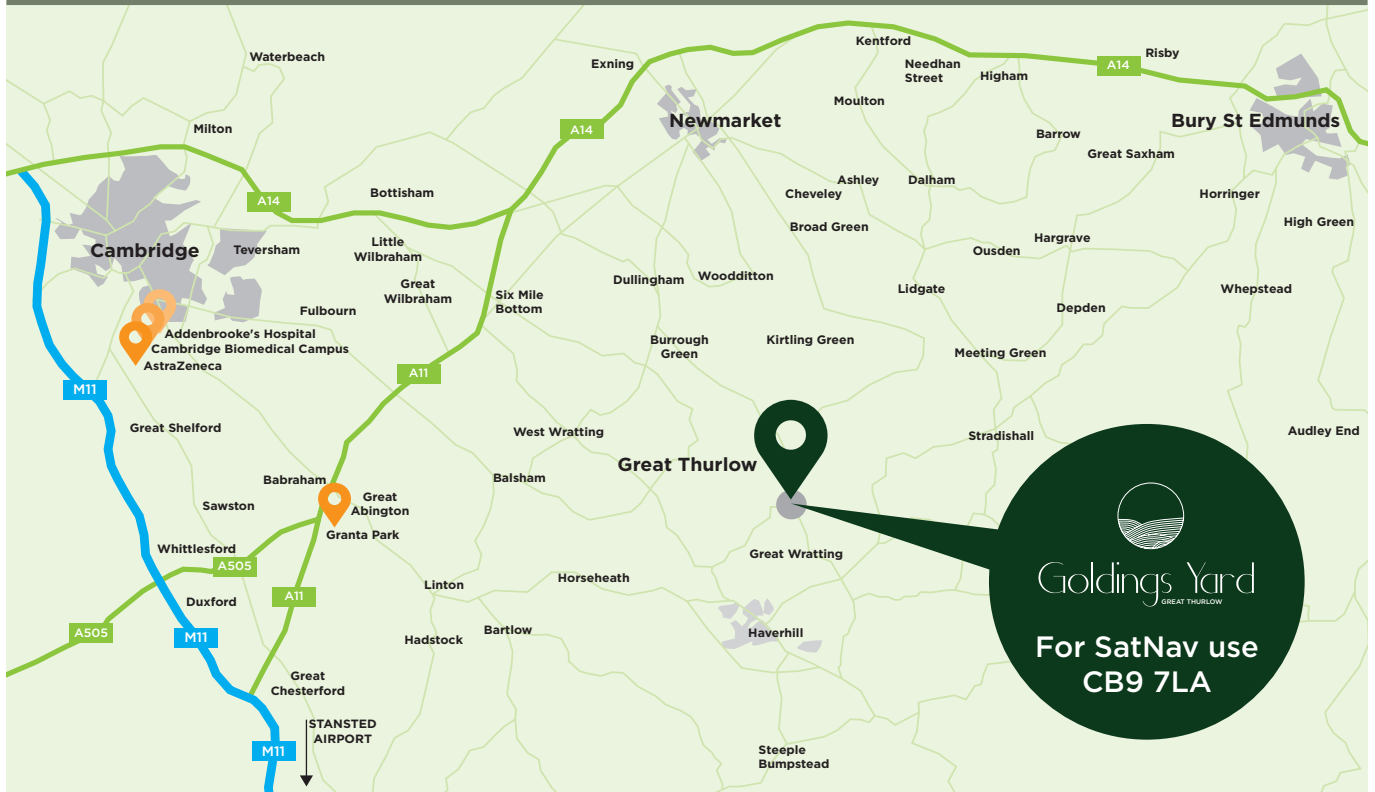 Kentford
Risby
Waterbeach
Exning
Needhan
Street
A14
Higham
Moulton
Newmarket
Bury St Edmunds
Milton
A14
Barrow
Great Saxham
Ashley
Dalham
Cheveley
Bottisham
Horringer
A14
Broad Green
High Green
Cambridge
Teversham
Little
Wilbraham
Hargrave
Ousden
Dullingham
Woodditton
Great
Wilbraham
Lidgate
Whepstead
Six Mile
Bottom
Fulbourn
Depden
Addenbrooke's Hospital
Cambridge Biomedical Campus
AstraZeneca
Burrough
Green
Kirtling Green
Meeting Green
A11
M11
Great Shelford
West Wratting
Stradishall
Audley End
Great Thurlow
Babraham
Balsham
Great
Abington
Sawston
Granta Park
Whittlesford
Great Wratting
A505
Goldings Yard
GREAT THURLOW
Horseheath
Linton
A11
Duxford
A505
M11
Hadstock
Bartlow
Haverhill
For SatNav use
CB9 7LA
Great
Chesterford
STANSTED
AIRPORT
M11
Steeple
Bumpstead